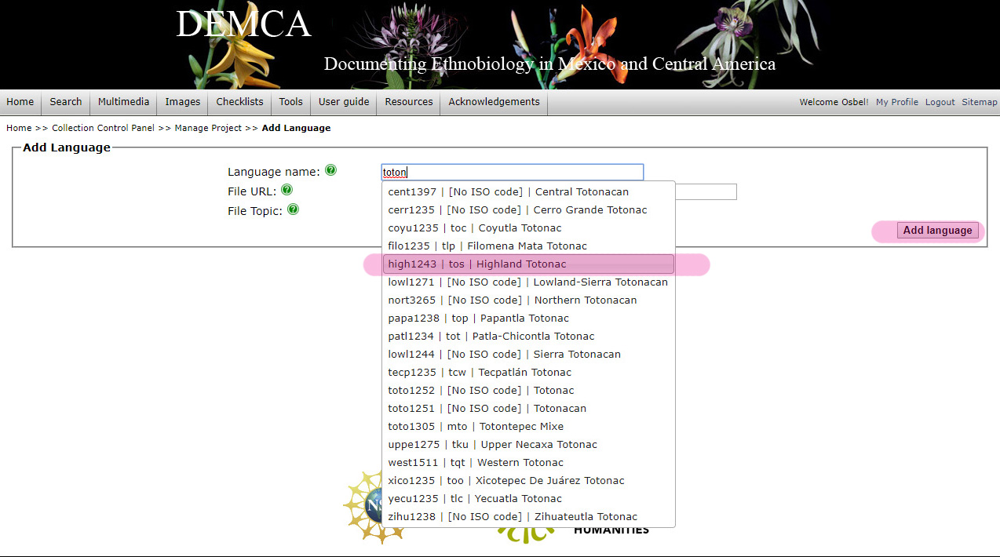 DEMCA
Documenting Ethnobiology in Mexico and Central America
Home Search Multimedia Images Checklists Tools User guide Resources Acknowledgements Welcome Osbel! My Profile Logout Sitemap
Home >> Collection Control Panel >> Manage Project >> Add Language
Add Language
Language name: toton
File URL:
File Topic:
Add language
cent1397 | [No ISO code] | Central Totonacan
cerr1235 | [No ISO code] | Cerro Grande Totonac
coyu1235 | toc | Coyutla Totonac
filo1235 | tlp | Filomena Mata Totonac
high1243 | tos | Highland Totonac
lowl1271 | [No ISO code] | Lowland-Sierra Totonacan
nort3265 | [No ISO code] | Northern Totonacan
papa1238 | top | Papantla Totonac
patl1234 | tot | Patla-Chicontla Totonac
lowl1244 | [No ISO code] | Sierra Totonacan
tecp1235 | tcw | Tecpatlán Totonac
toto1252 | [No ISO code] | Totonac
toto1251 | [No ISO code] | Totonacan
toto1305 | mto | Totontepec Mixe
uppe1275 | tku | Upper Necaxa Totonac
west1511 | tqt | Western Totonac
xico1235 | too | Xicotepec De Juárez Totonac
yecu1235 | tlc | Yecuatla Totonac
zihu1238 | [No ISO code] | Zihuateutla Totonac
HUMANITIES